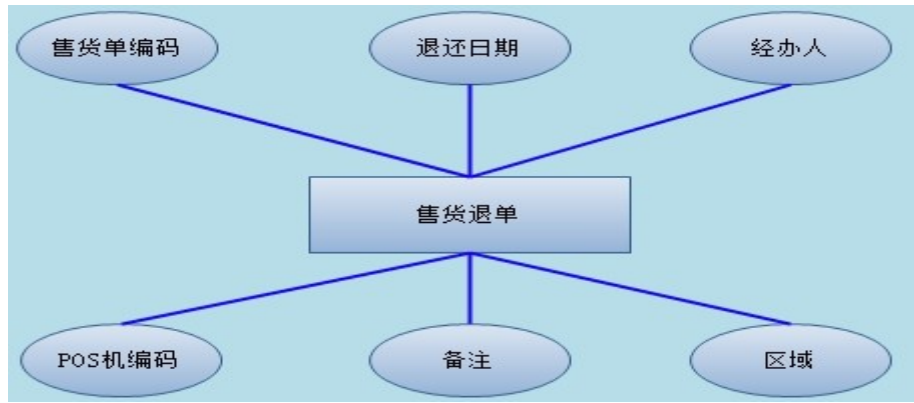 售货单编码
退还日期
经办人
售货退单
POS机编码
备注
区域